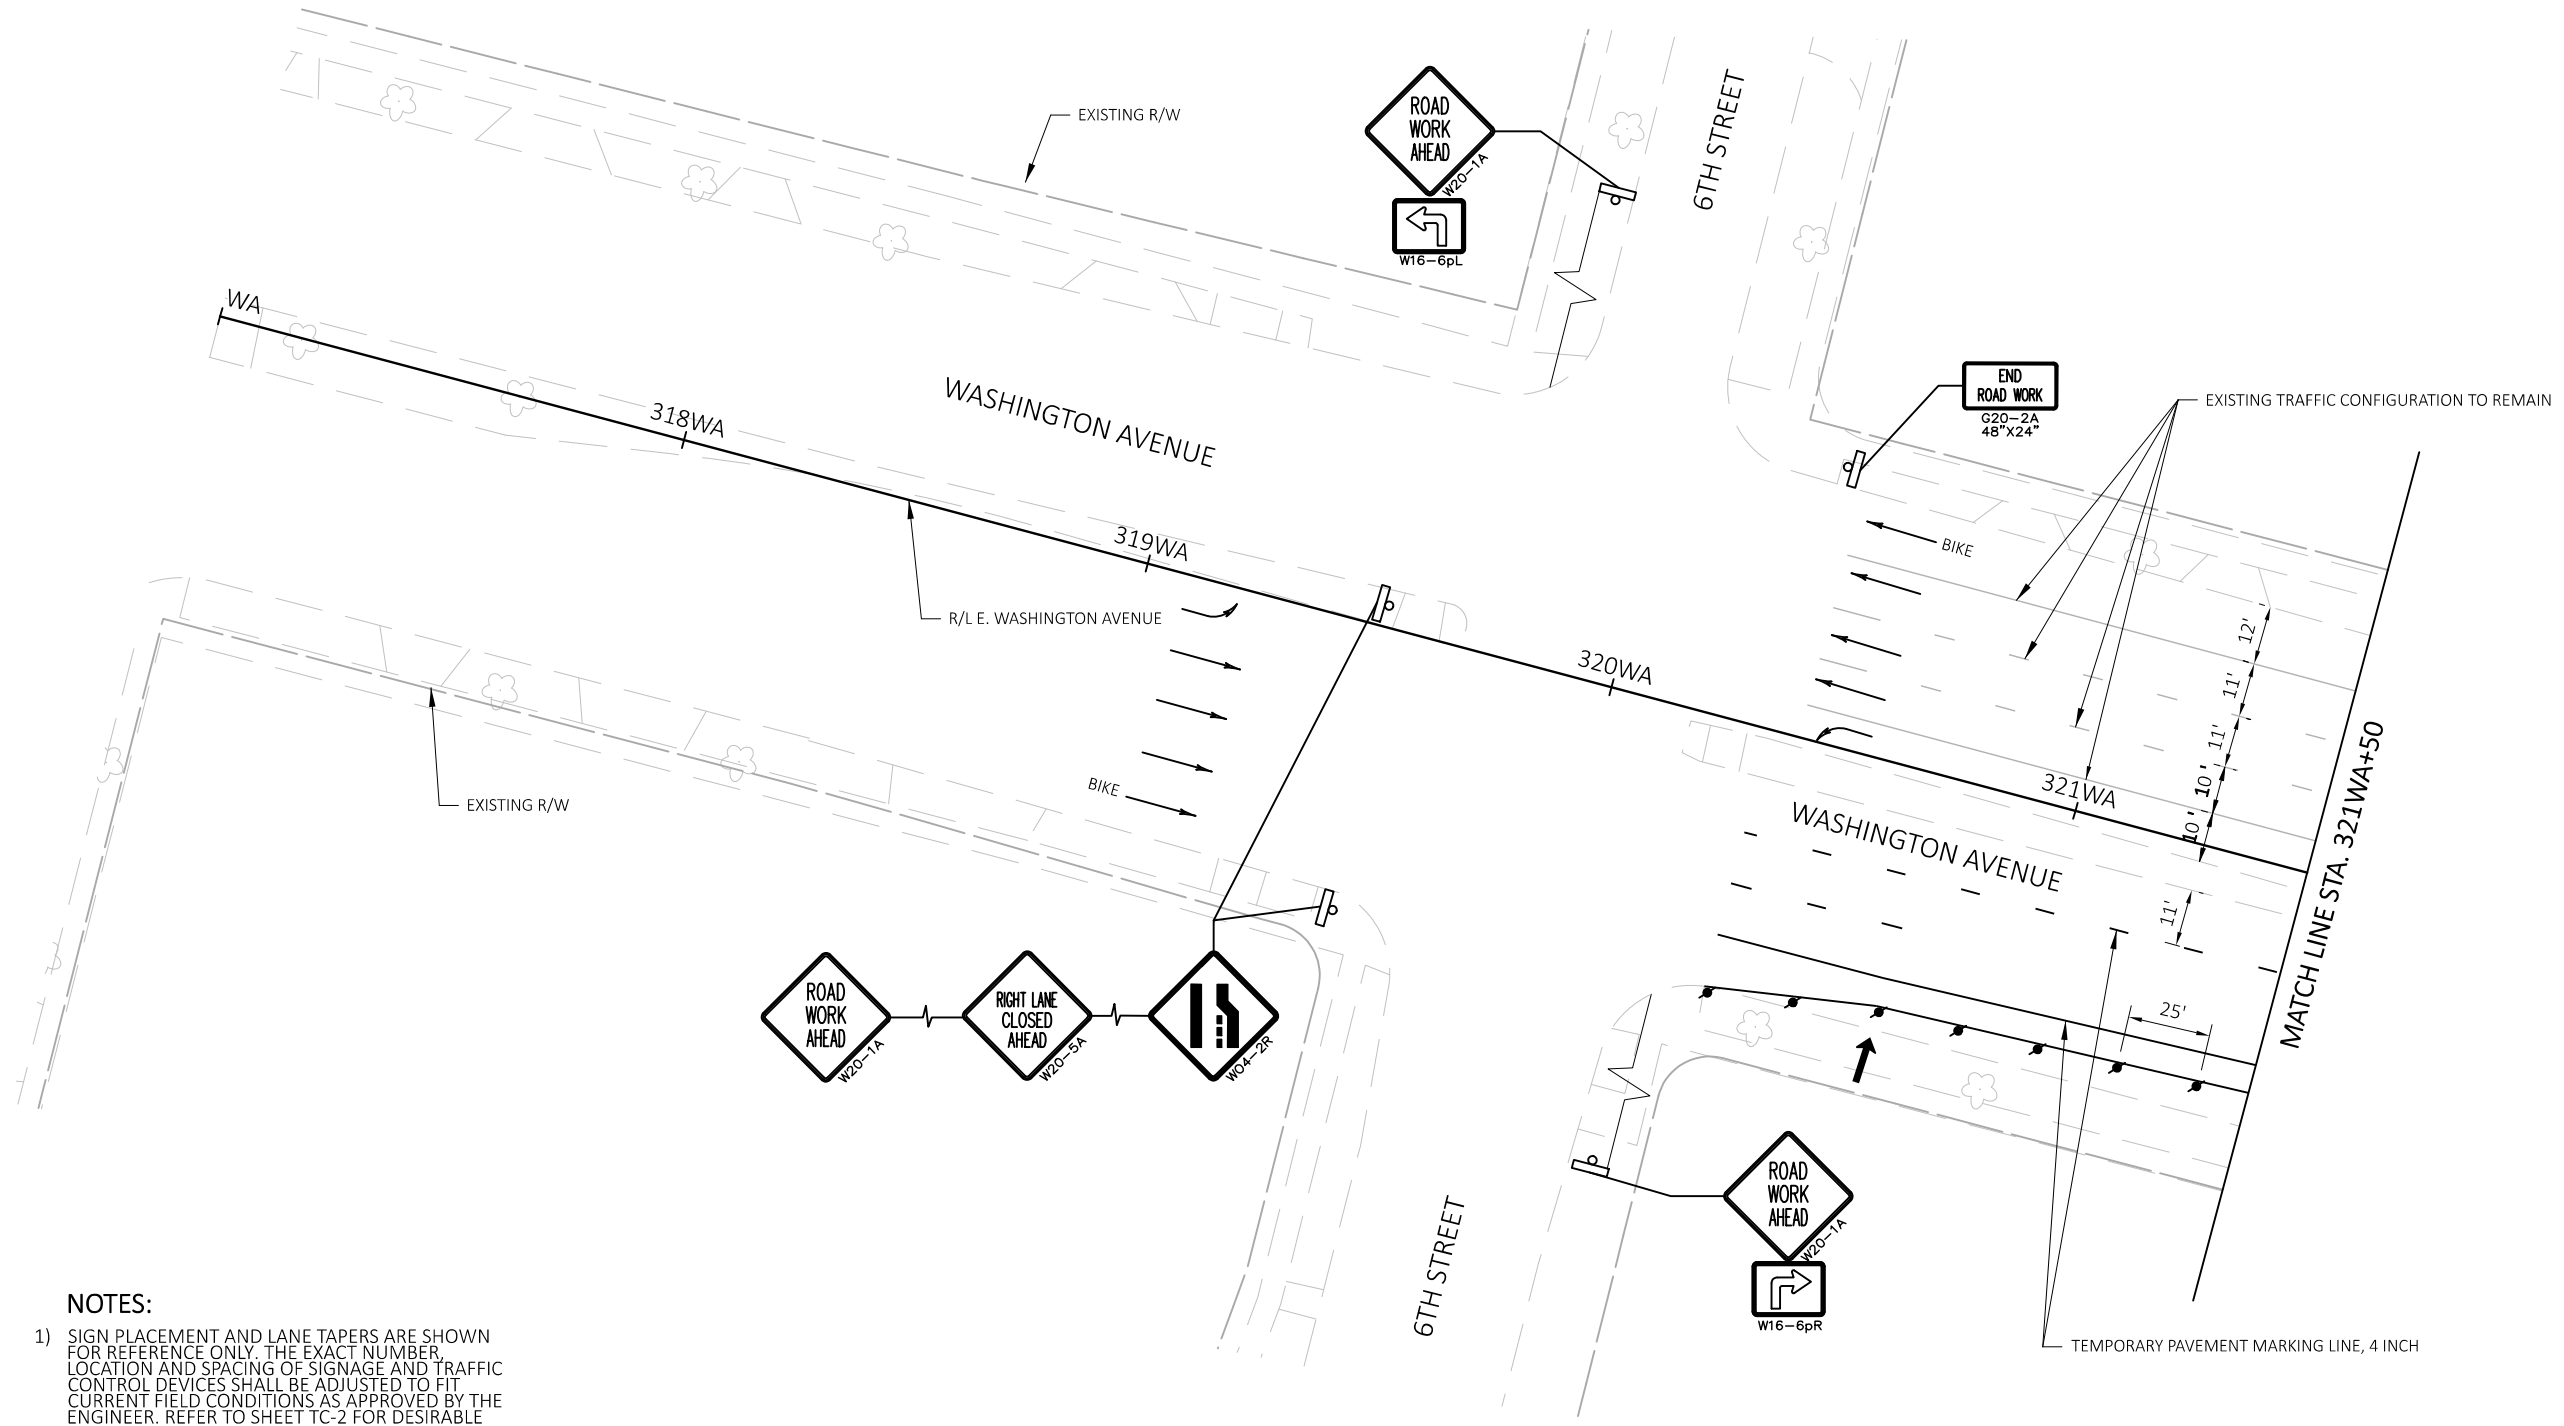 EXISTING R/W
ROAD
WORK
AHEAD
W20-1A
W16-6pL
6TH STREET
WA
318WA
WASHINGTON AVENUE
319WA
R/L E. WASHINGTON AVENUE
END
ROAD WORK
G20-2A
48"X24"
EXISTING TRAFFIC CONFIGURATION TO REMAIN
BIKE
12'
11'
11'
10'
10'
11'
320WA
321WA
WASHINGTON AVENUE
MATCH LINE STA. 321WA+50
25'
BIKE
EXISTING R/W
ROAD
WORK
AHEAD
W20-1A
RIGHT LANE
CLOSED
AHEAD
W20-5A
W04-2R
6TH STREET
ROAD
WORK
AHEAD
W20-1A
W16-6pR
TEMPORARY PAVEMENT MARKING LINE, 4 INCH
NOTES:
1) SIGN PLACEMENT AND LANE TAPERS ARE SHOWN
FOR REFERENCE ONLY. THE EXACT NUMBER,
LOCATION AND SPACING OF SIGNAGE AND TRAFFIC
CONTROL DEVICES SHALL BE ADJUSTED TO FIT
CURRENT FIELD CONDITIONS AS APPROVED BY THE
ENGINEER. REFER TO SHEET TC-2 FOR DESIRABLE